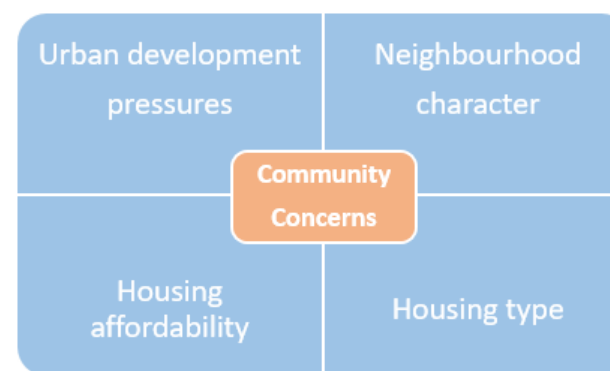 Urban development
pressures
Neighbourhood
character
Community
Concerns
Housing
affordability
Housing type